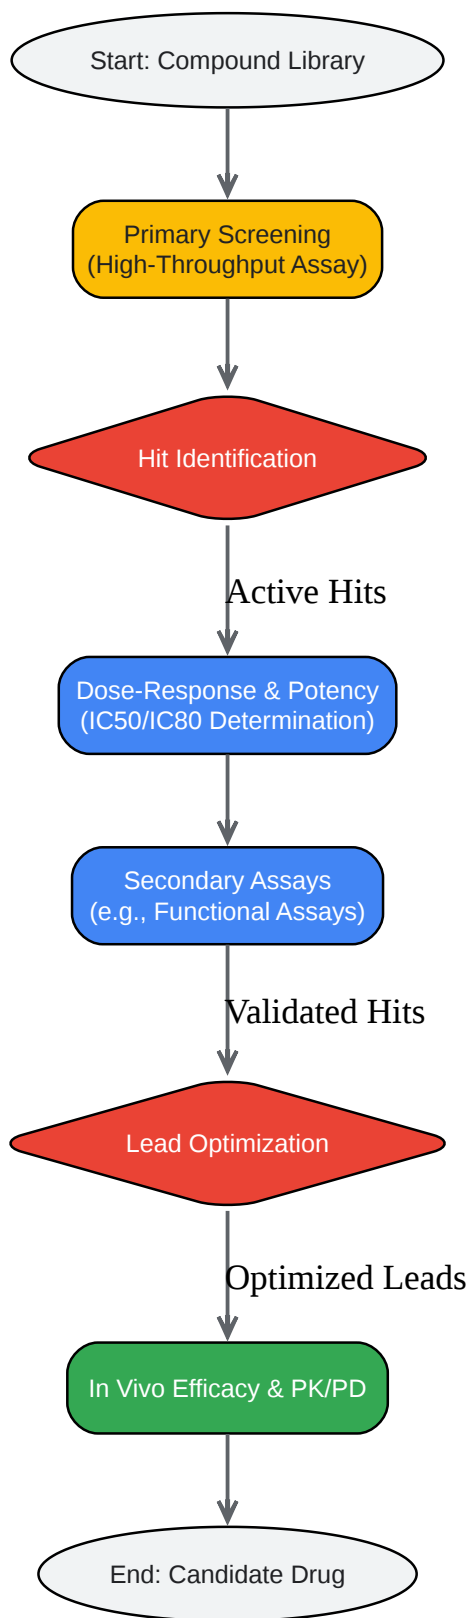 Start: Compound Library
Primary Screening
(High-Throughput Assay)
Hit Identification
Active Hits
Dose-Response & Potency
(IC50/IC80 Determination)
Secondary Assays
(e.g., Functional Assays)
Validated Hits
Lead Optimization
Optimized Leads
In Vivo Efficacy & PK/PD
End: Candidate Drug